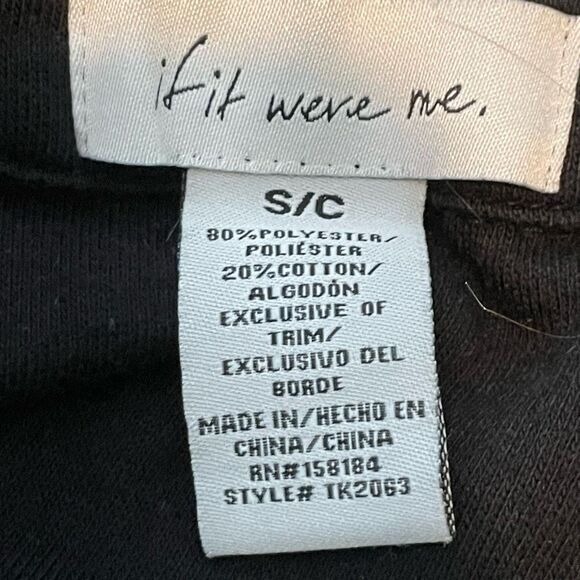 if it were me.
S/C
80%POLYESTER/
POLIÉSTER
20%COTTON/
ALGODÓN
EXCLUSIVE OF
TRIM/
EXCLUSIVO DEL
BORDE
MADE IN/HECHO EN
CHINA/CHINA
RN#158184
STYLE# TK2063